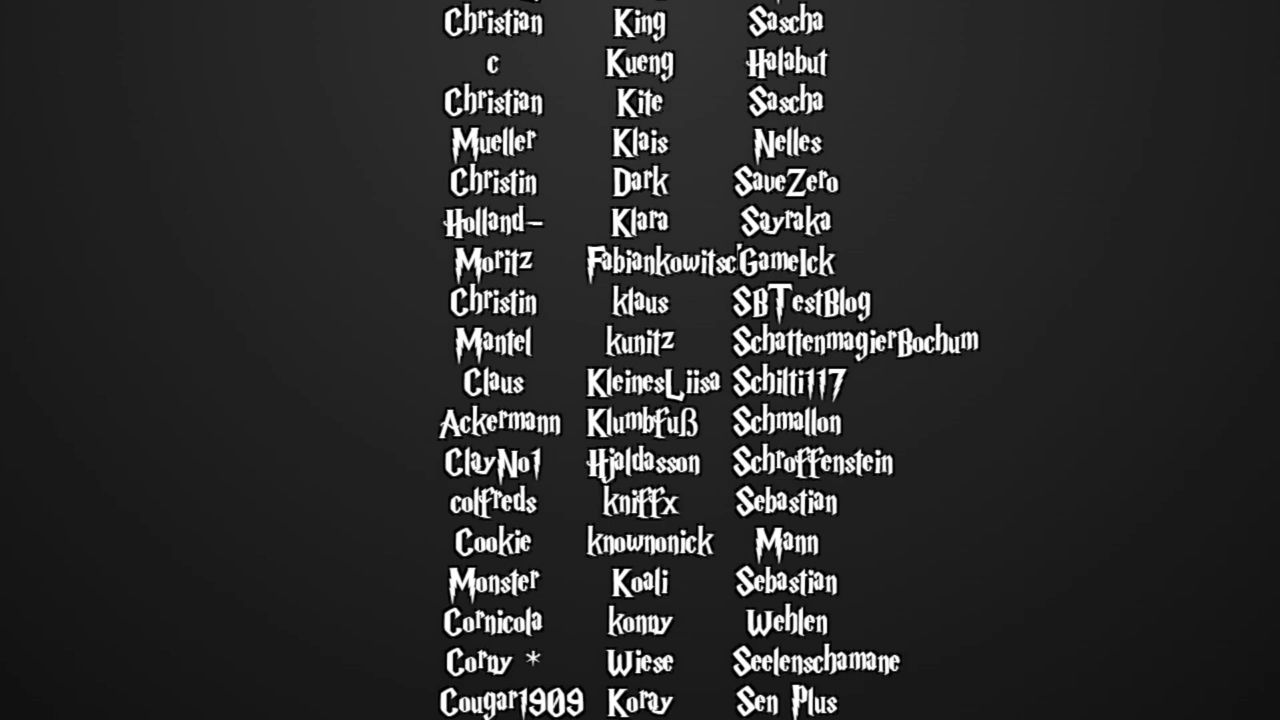 Christian King Sascha
c Kueng Halabut
Christian Kite Sascha
Mueller Klais Nelles
Christin Dark SaveZero
Holland- Klara Sayraka
Moritz Fabiankowitsc GameIck
Christin klaus SBTestBlog
Mantel kunitz SchattenmagierBochum
Claus KleinesLiisa Schilti117
Ackermann Klumbfuß Schmallon
ClayNo1 Hjaldasson Schroffenstein
colfreds kniffx Sebastian
Cookie knownonick Mann
Monster Koali Sebastian
Cornicola konny Wehlen
Corny * Wiese Seelenschamane
Cougar1909 Koray Sen Plus